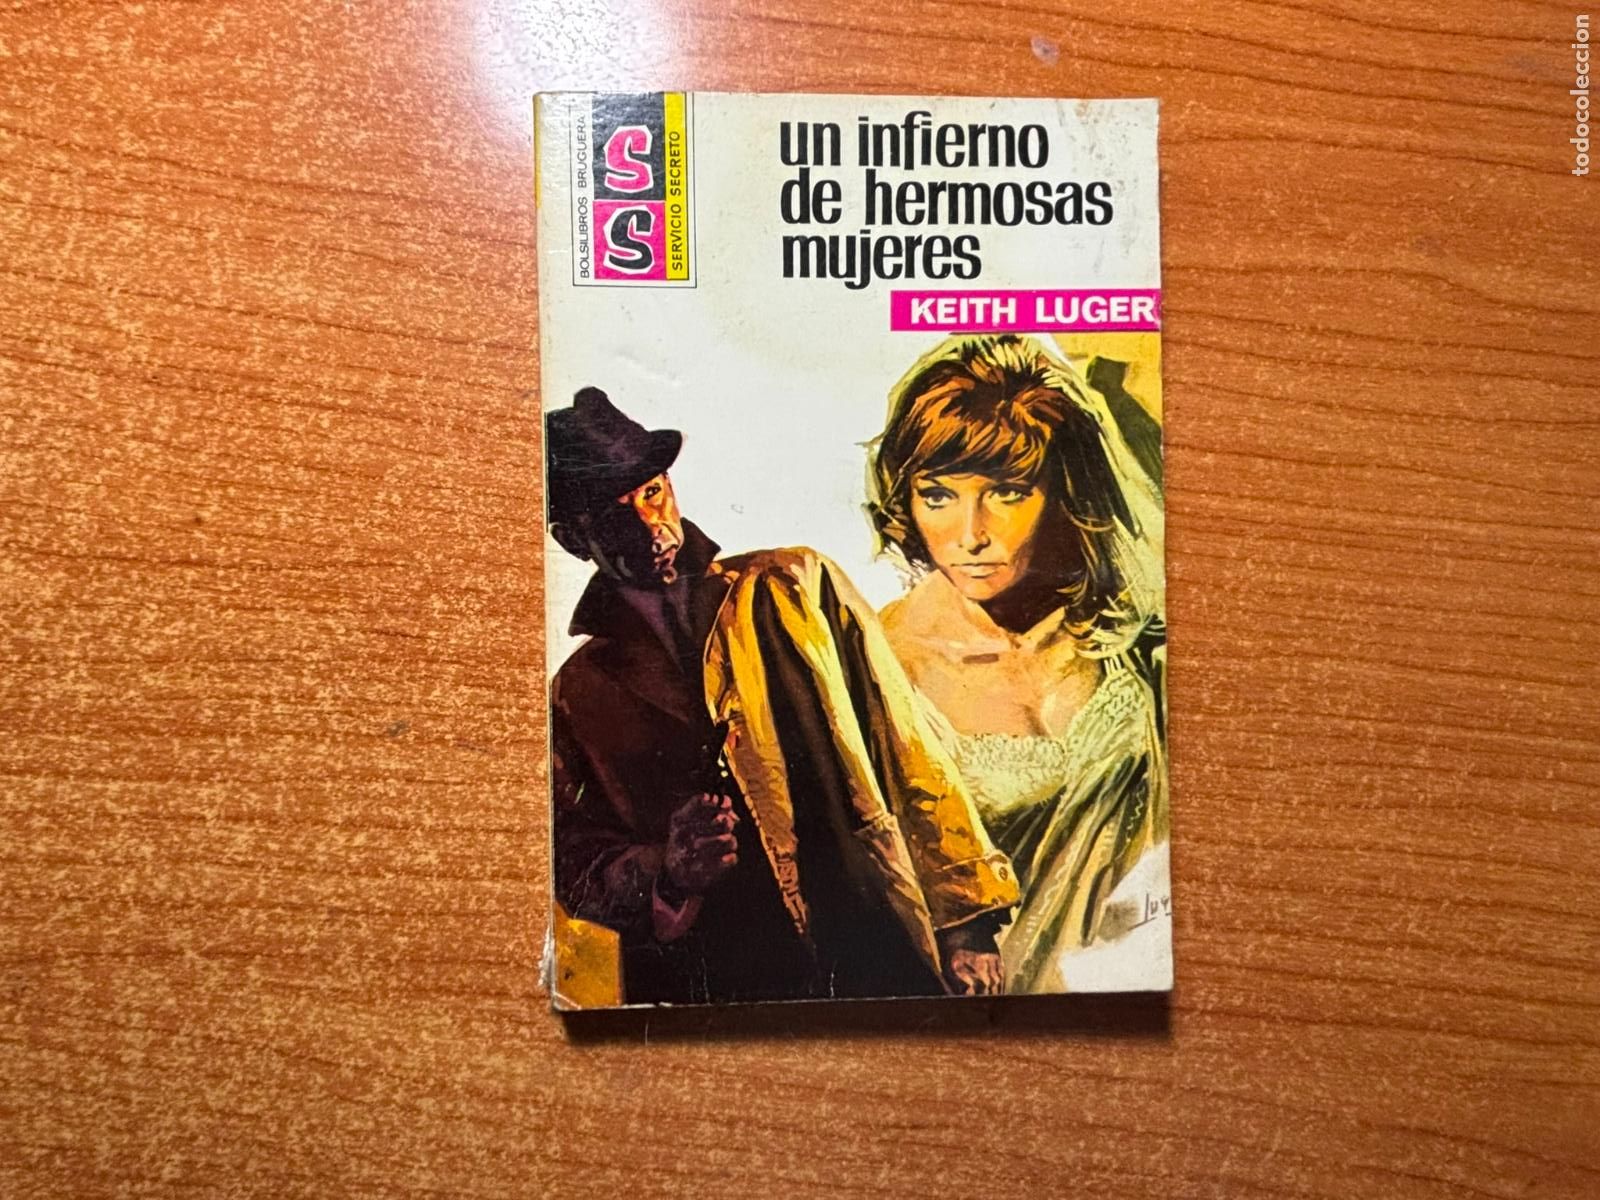 BOLSILIBROS BRUGUERA
S
S
SERVICIO SECRETO
un infierno
de hermosas
mujeres
KEITH LUGER
todocoleccion